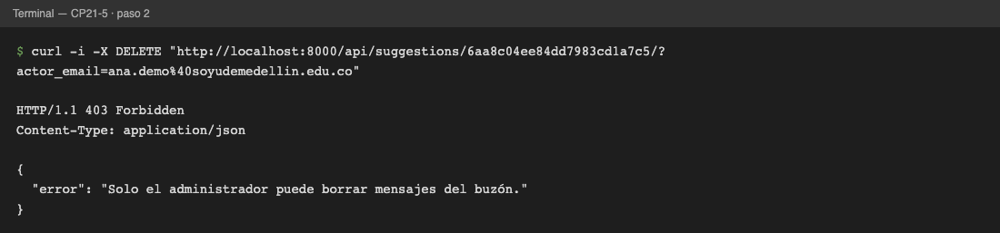 Terminal — CP21-5 · paso 2
$ curl -i -X DELETE "http://localhost:8000/api/suggestions/6aa8c04ee84dd7983cd1a7c5/?
actor_email=ana.demo%40soyudemedellin.edu.co"
HTTP/1.1 403 Forbidden
Content-Type: application/json
{
"error": "Solo el administrador puede borrar mensajes del buzón."
}